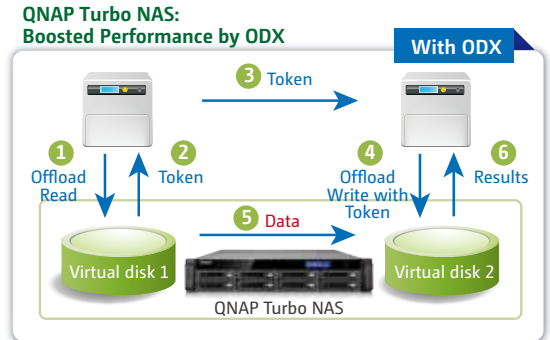 QNAP Turbo NAS:
Boosted Performance by ODX
With ODX
3 Token
1
Offload
Read
2
Token
4
Offload
Write with
Token
6
Results
5 Data
Virtual disk 1
Virtual disk 2
QNAP Turbo NAS